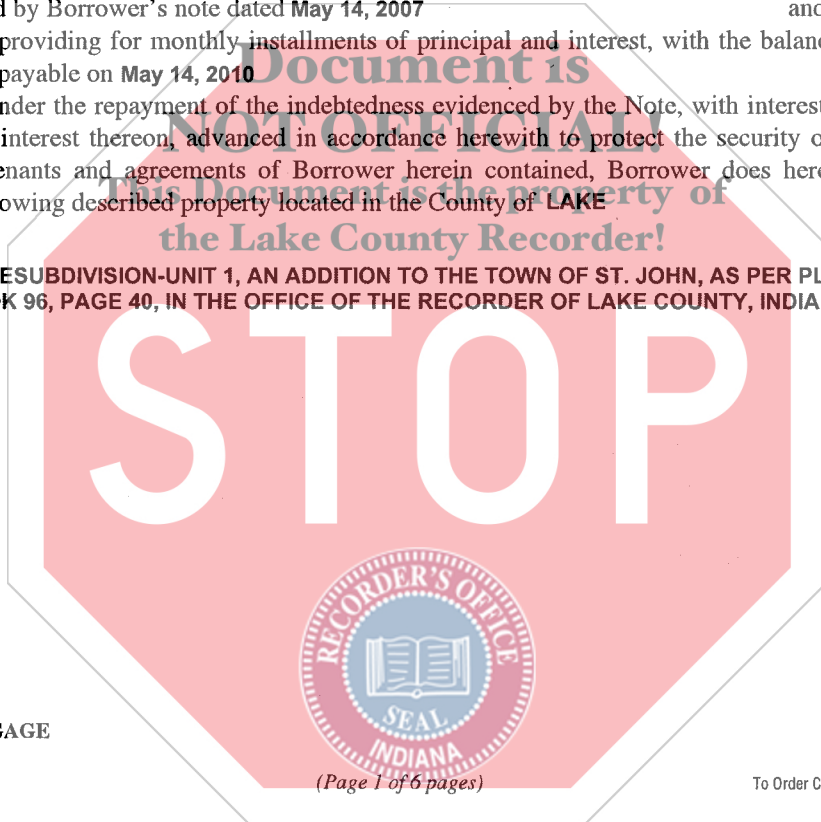 d by Borrower's note dated May 14, 2007 and
providing for monthly installments of principal and interest, with the balanc
payable on May 14, 2010
Document is
nder the repayment of the indebtedness evidenced by the Note, with interest
NOT OFFICIAL!
interest thereon, advanced in accordance herewith to protect the security o
enants and agreements of Borrower herein contained, Borrower does here
This Document is the property of
owing described property located in the County of LAKE
the Lake County Recorder!
ESUBDIVISION-UNIT 1, AN ADDITION TO THE TOWN OF ST. JOHN, AS PER PL
K 96, PAGE 40, IN THE OFFICE OF THE RECORDER OF LAKE COUNTY, INDIA
STOP
RECORDER'S OFFICE
SEAL
INDIANA
GAGE
(Page 1 of 6 pages)
To Order C